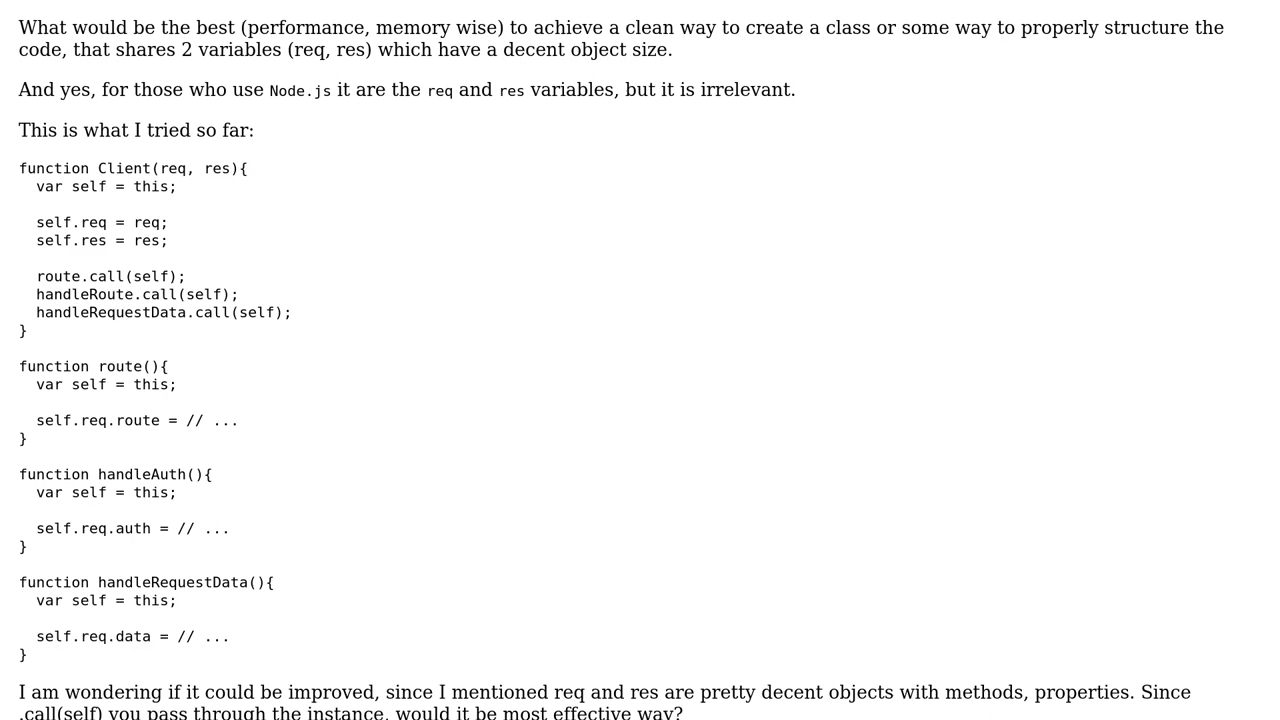 What would be the best (performance, memory wise) to achieve a clean way to create a class or some way to properly structure the
code, that shares 2 variables (req, res) which have a decent object size.
And yes, for those who use Node.js it are the req and res variables, but it is irrelevant.
This is what I tried so far:
function Client(req, res){
  var self = this;
  self.req = req;
  self.res = res;
  route.call(self);
  handleRoute.call(self);
  handleRequestData.call(self);
}
function route(){
  var self = this;
  self.req.route = // ...
}
function handleAuth(){
  var self = this;
  self.req.auth = // ...
}
function handleRequestData(){
  var self = this;
  self.req.data = // ...
}
I am wondering if it could be improved, since I mentioned req and res are pretty decent objects with methods, properties. Since
.call(self) you pass through the instance, would it be most effective way?